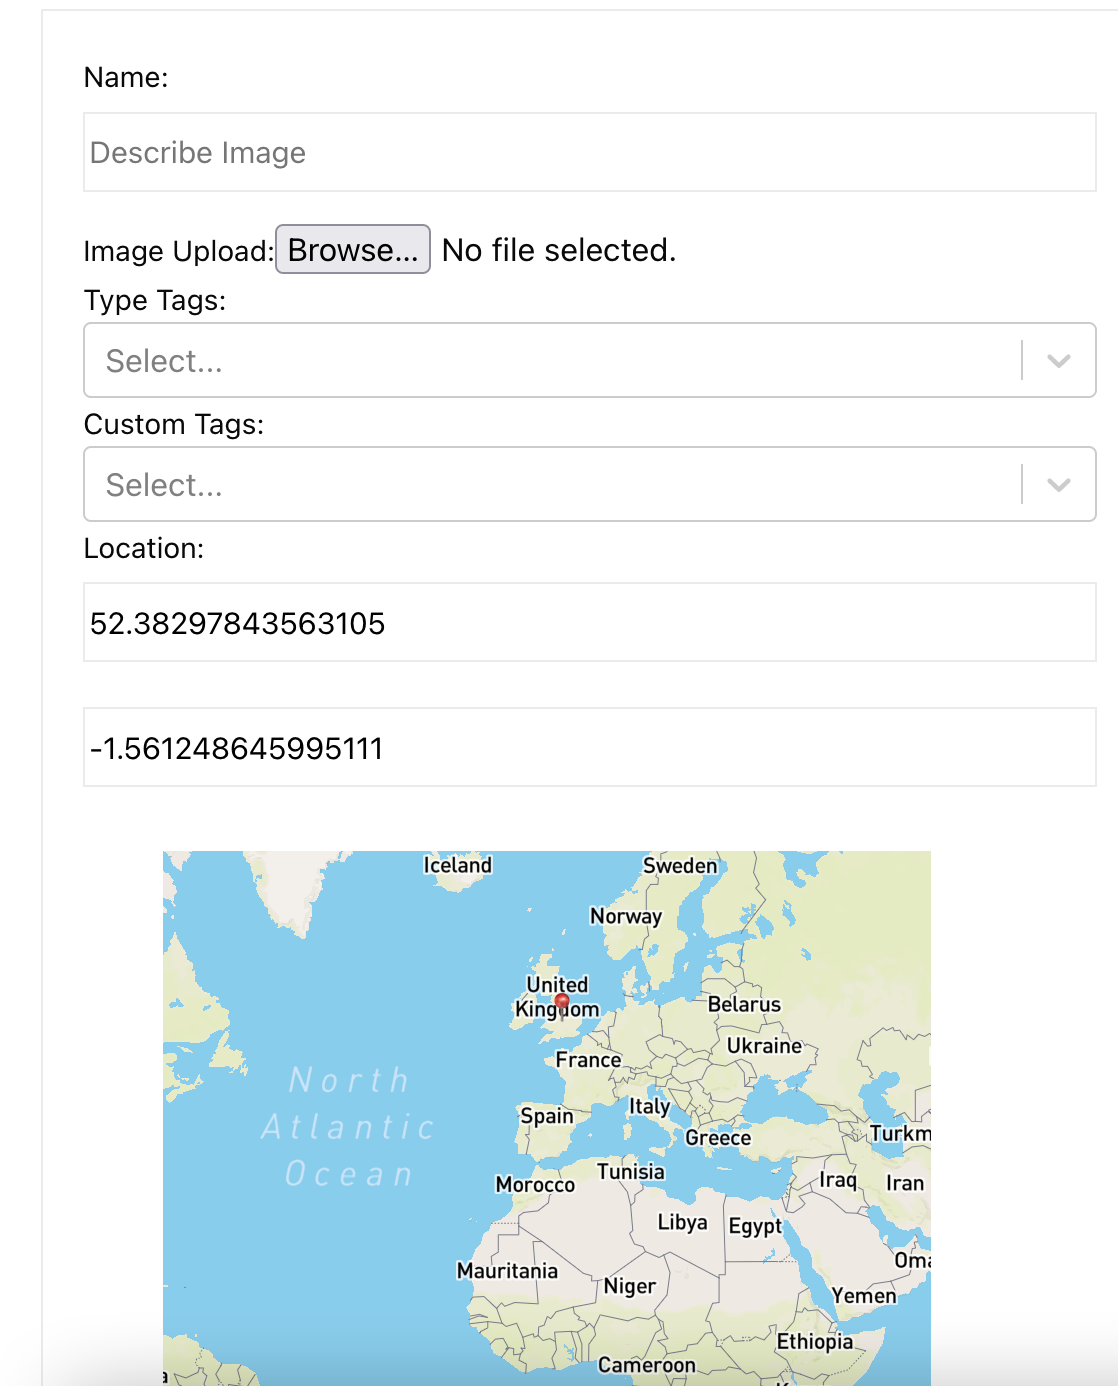 Name:
Describe Image
Image Upload: Browse... No file selected.
Type Tags:
Select...
Custom Tags:
Select...
Location:
52.38297843563105
-1.561248645995111
Iceland
Sweden
Norway
United
Kingdom
Belarus
Ukraine
France
North
Atlantic
Ocean
Italy
Spain
Greece
Turkm
Tunisia
Morocco
Iraq
Iran
Libya
Egypt
Oma
Mauritania
Niger
Yemen
Ethiopia
Cameroon